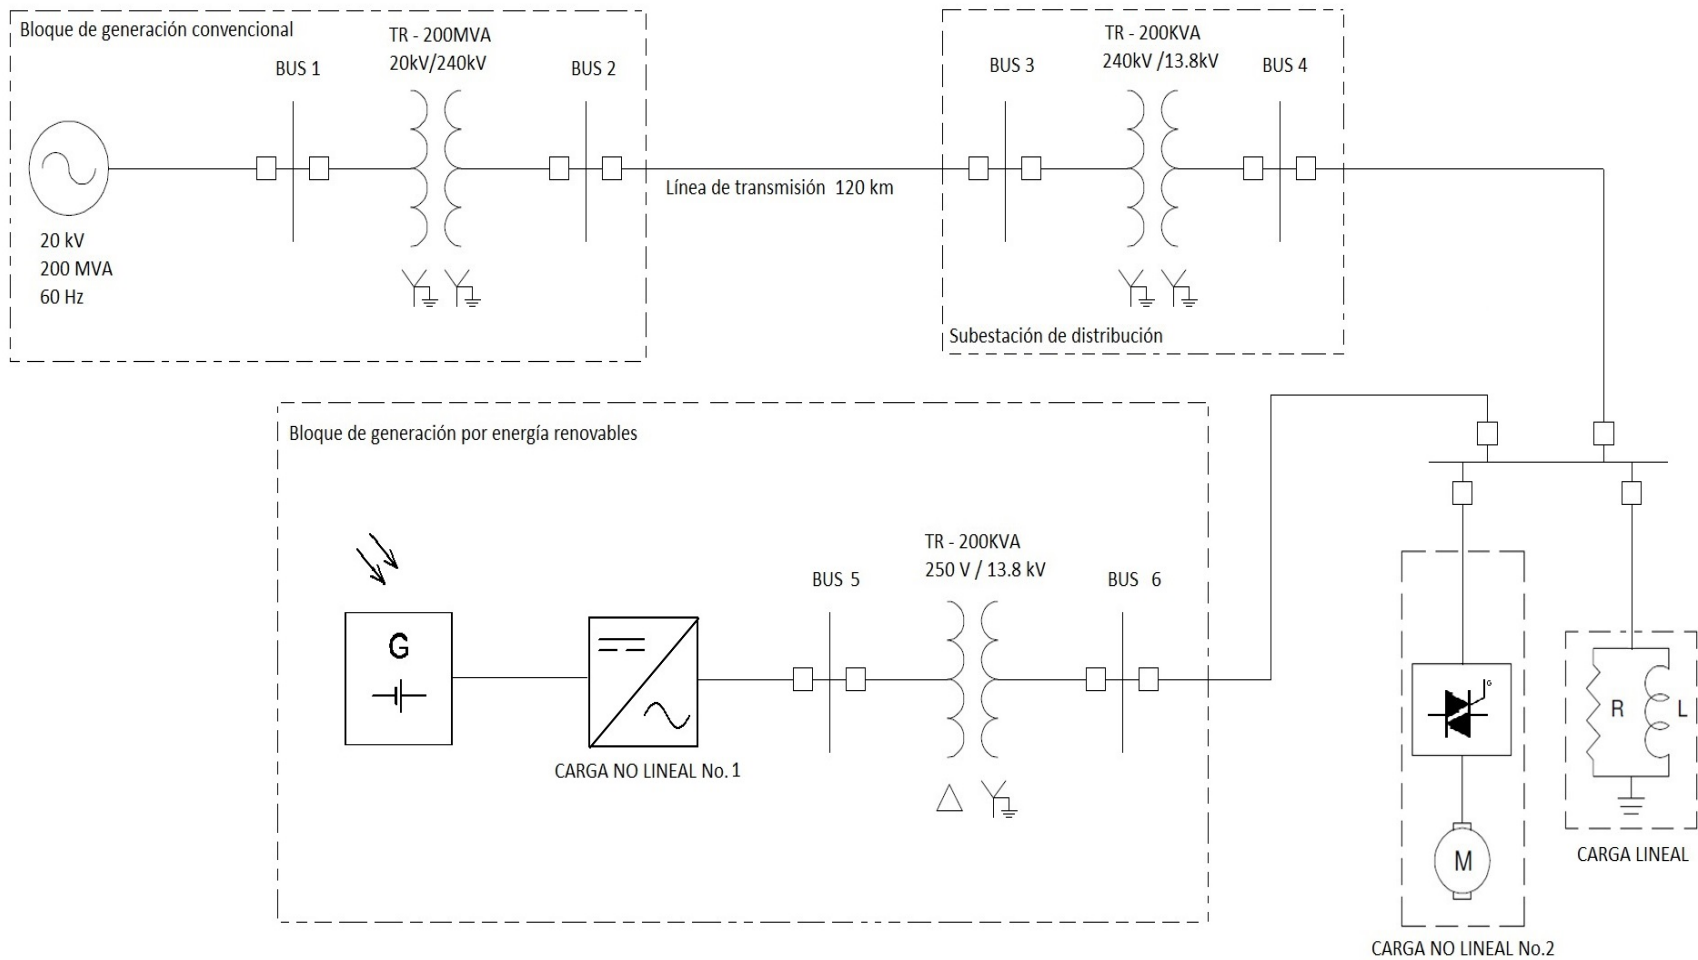 Bloque de generación convencional
TR - 200MVA
20kV/240kV
BUS 1
BUS 2
20 kV
200 MVA
60 Hz
Línea de transmisión 120 km
TR - 200KVA
240kV /13.8kV
BUS 3
BUS 4
Subestación de distribución
Bloque de generación por energía renovables
G
CARGA NO LINEAL No.1
BUS 5
TR - 200KVA
250 V / 13.8 kV
BUS 6
G
M
CARGA NO LINEAL No.2
R
L
CARGA LINEAL